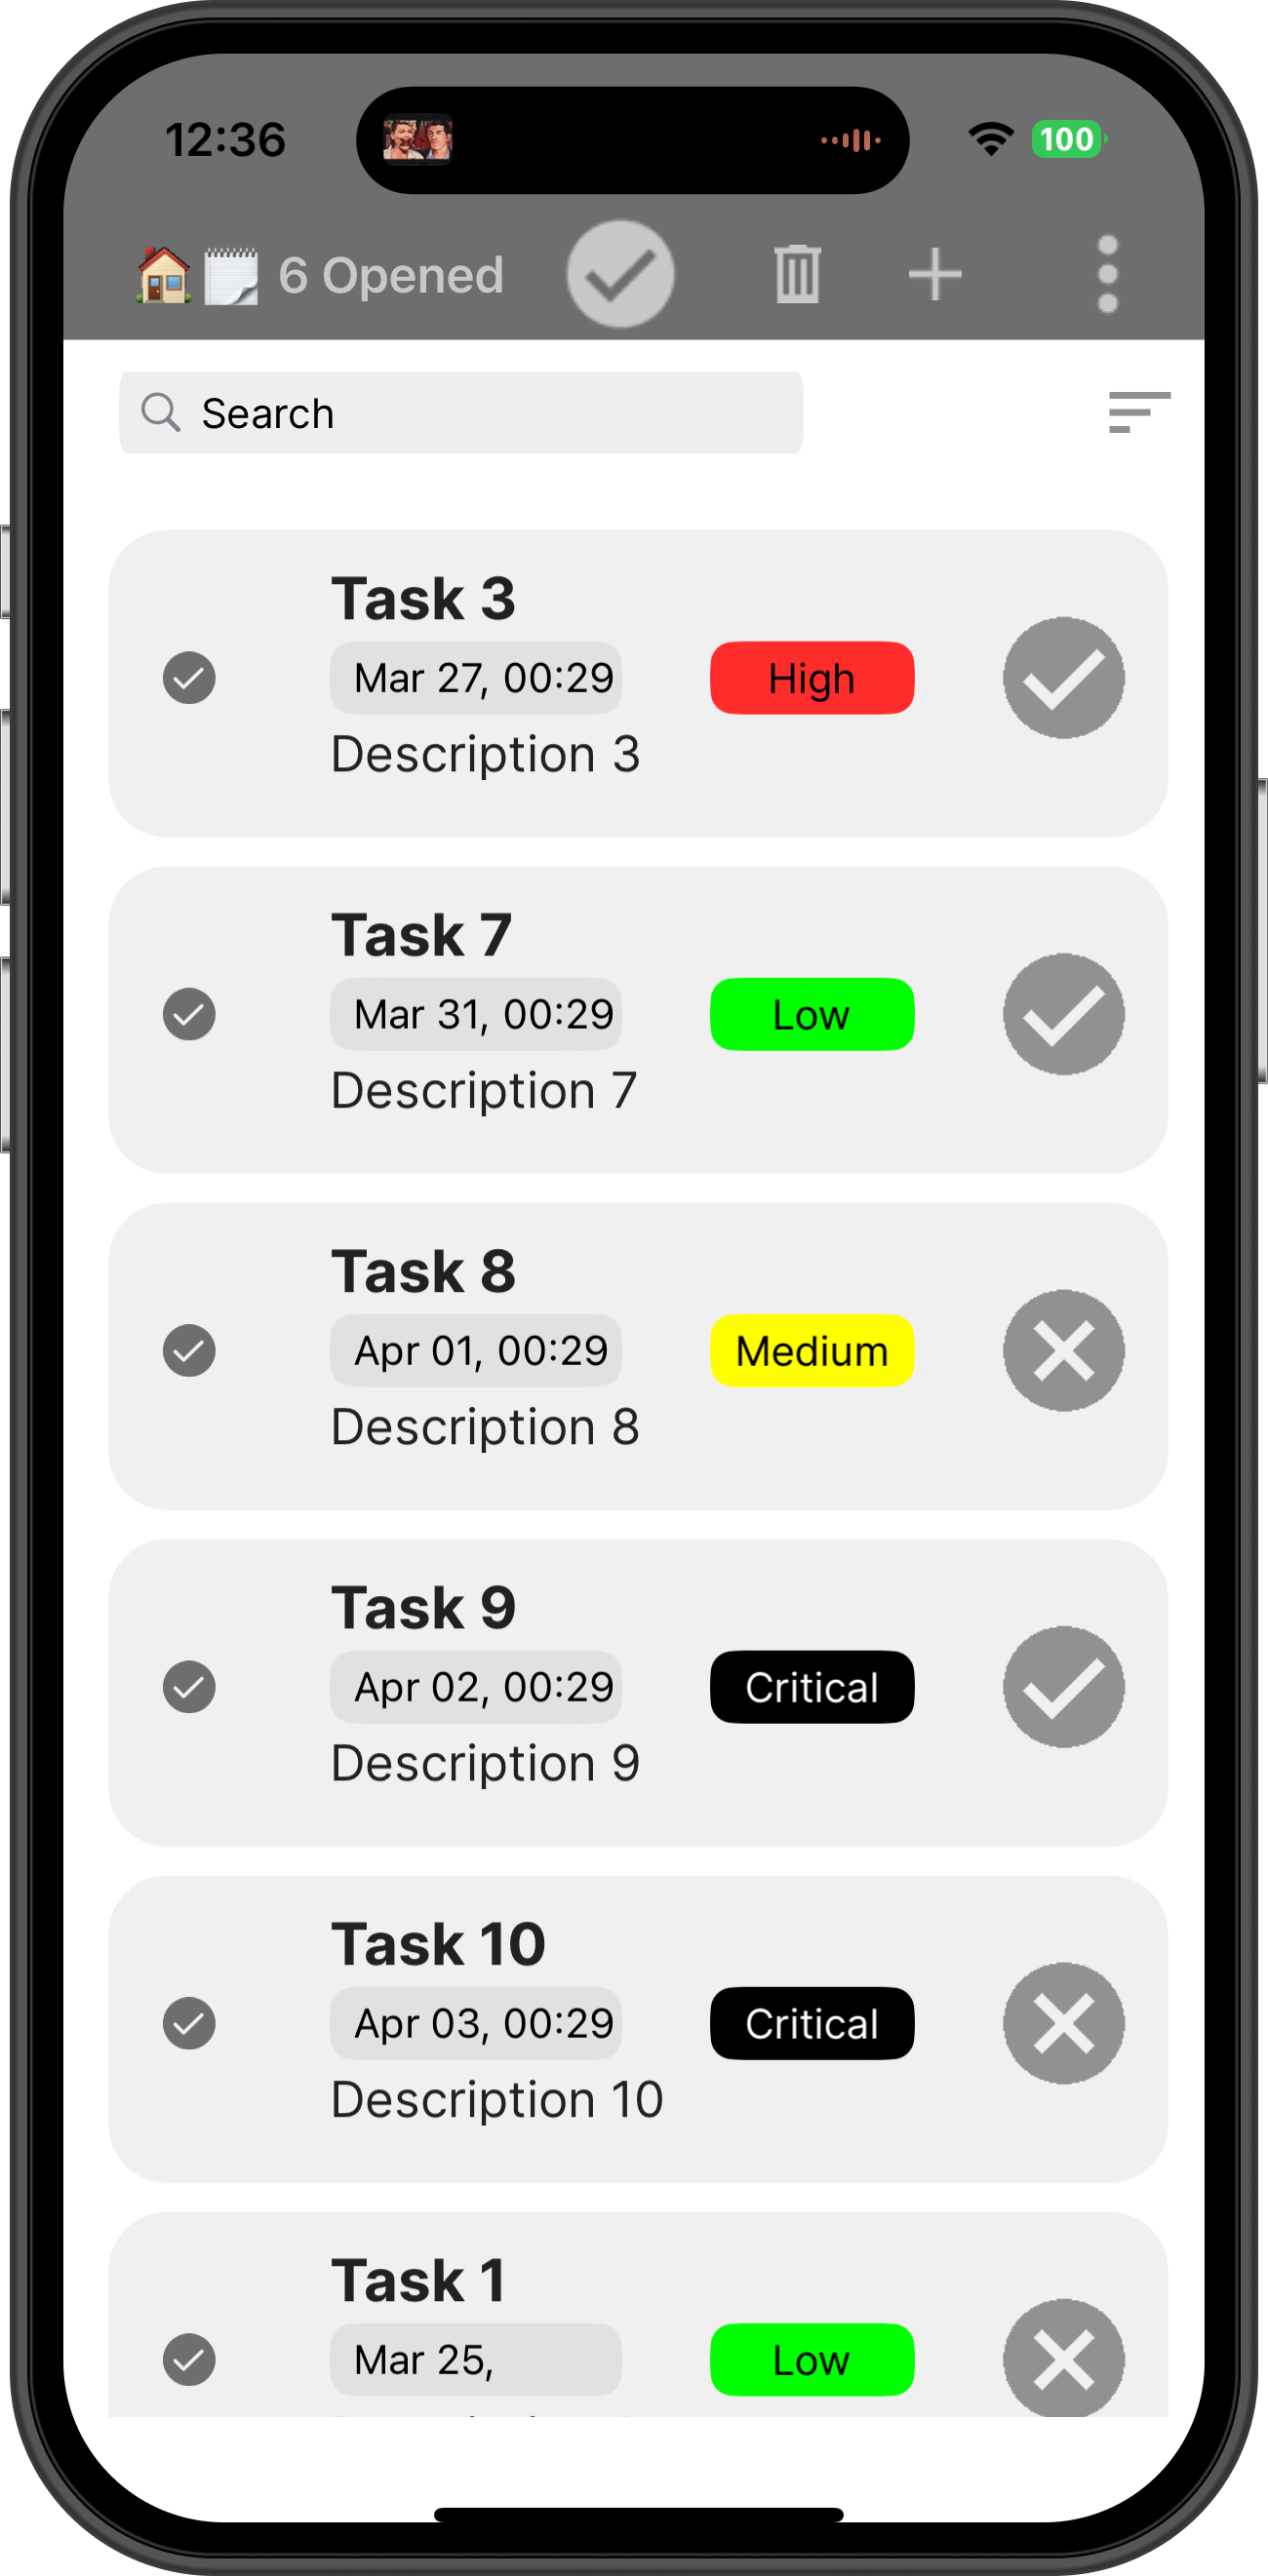 12:36
100
6 Opened
Search
Task 3
Mar 27, 00:29
High
Description 3
Task 7
Mar 31, 00:29
Low
Description 7
Task 8
Apr 01, 00:29
Medium
Description 8
Task 9
Apr 02, 00:29
Critical
Description 9
Task 10
Apr 03, 00:29
Critical
Description 10
Task 1
Mar 25,
Low